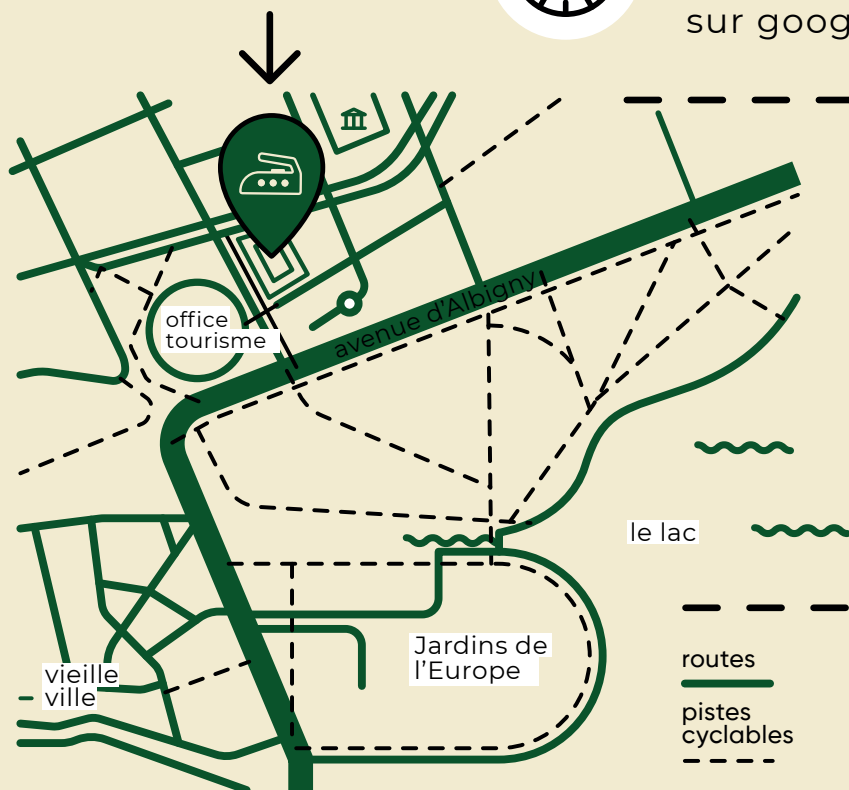 sur goog
office
tourisme
avenue d'Albigny
le lac
Jardins de
l'Europe
vieille
ville
routes
pistes
cyclables